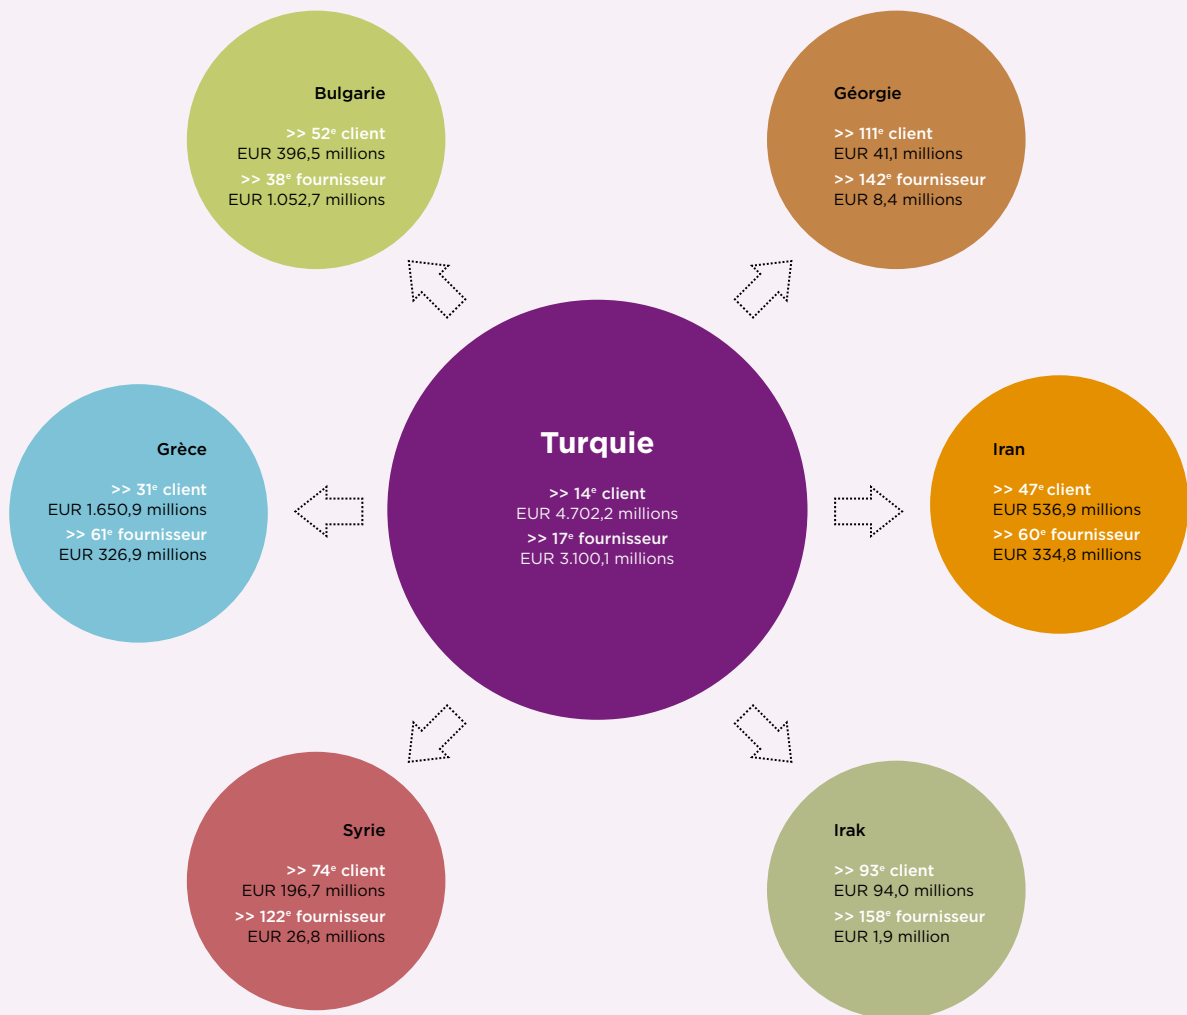 Bulgarie
>> 52e client
EUR 396,5 millions
>> 38e fournisseur
EUR 1.052,7 millions
Géorgie
>> 111e client
EUR 41,1 millions
>> 142e fournisseur
EUR 8,4 millions
Grèce
>> 31e client
EUR 1.650,9 millions
>> 61e fournisseur
EUR 326,9 millions
Turquie
>> 14e client
EUR 4.702,2 millions
>> 17e fournisseur
EUR 3.100,1 millions
Iran
>> 47e client
EUR 536,9 millions
>> 60e fournisseur
EUR 334,8 millions
Syrie
>> 74e client
EUR 196,7 millions
>> 122e fournisseur
EUR 26,8 millions
Irak
>> 93e client
EUR 94,0 millions
>> 158e fournisseur
EUR 1,9 million